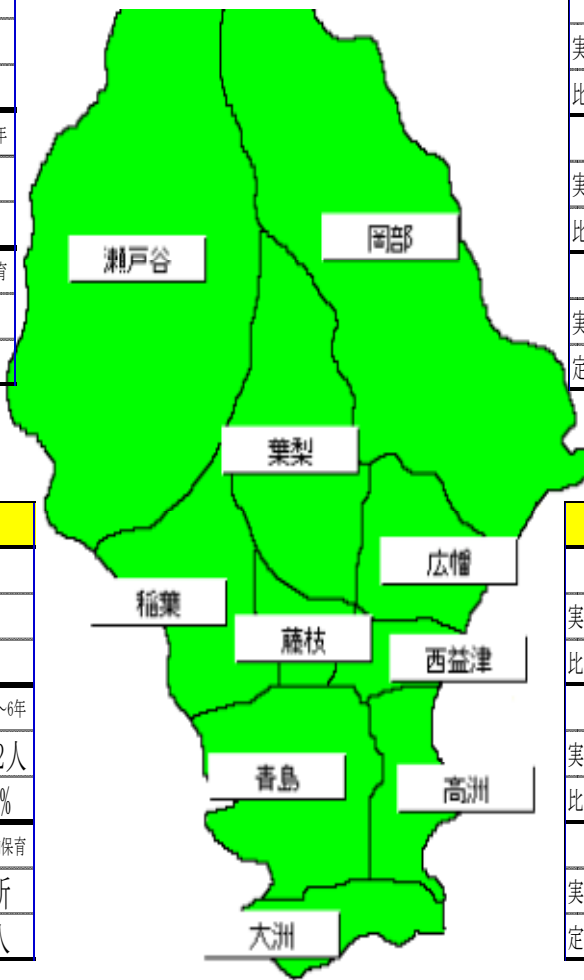 実
比
年
実
比
育
実
定
岡部
瀬戸谷
葉梨
広幡
稲葉
藤枝
西益津
青島
高洲
大洲
~6年
2人
%
保育
所
人
実
比
実
比
実
定